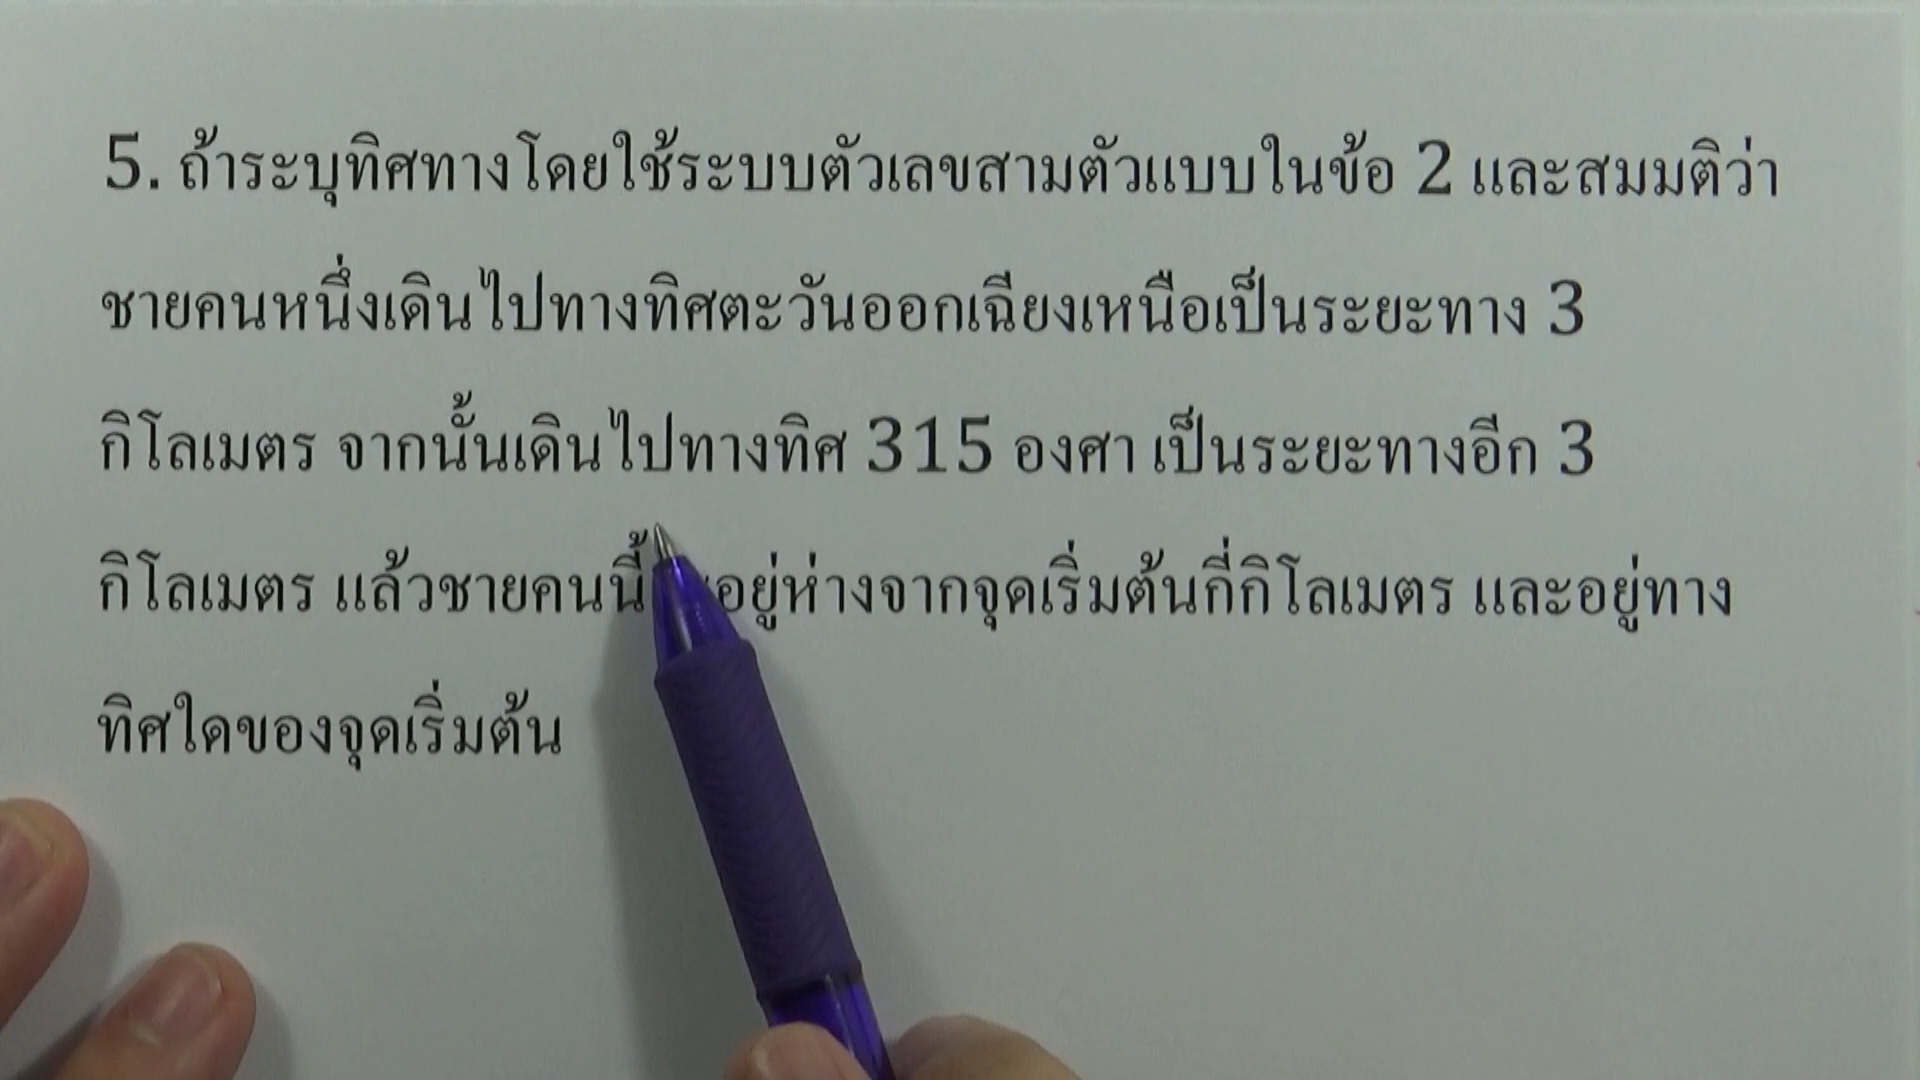 5. ถ้าระบุทิศทางโดยใช้ระบบตัวเลขสามตัวแบบในข้อ 2 และสมมติว่า
ชายคนหนึ่งเดินไปทางทิศตะวันออกเฉียงเหนือเป็นระยะทาง 3
กิโลเมตร จากนั้นเดินไปทางทิศ 315 องศา เป็นระยะทางอีก 3
กิโลเมตร แล้วชายคนนี้อยู่ห่างจากจุดเริ่มต้นกี่กิโลเมตร และอยู่ทาง
ทิศใดของจุดเริ่มต้น